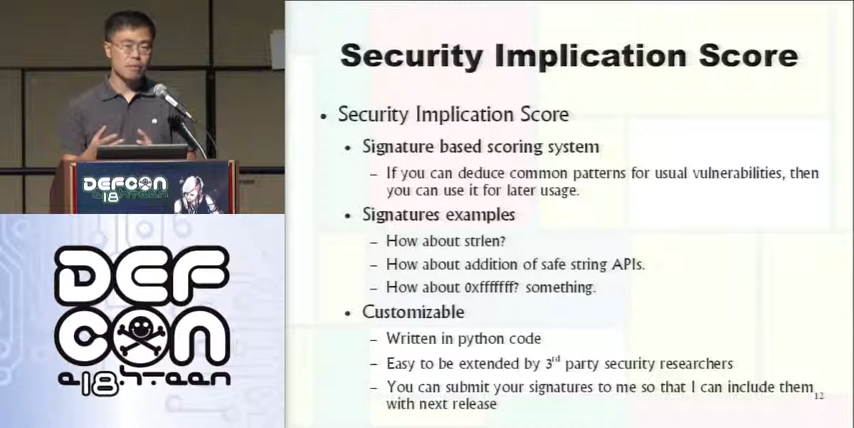 DEFCON
18
Security Implication Score
• Security Implication Score
• Signature based scoring system
– If you can deduce common patterns for usual vulnerabilities, then
you can use it for later usage.
• Signatures examples
– How about strlen?
– How about addition of safe string APIs.
– How about 0xfffffff? something.
• Customizable
– Written in python code
– Easy to be extended by 3rd party security researchers
– You can submit your signatures to me so that I can include them
with next release
12
DEF
CON
e18hteen